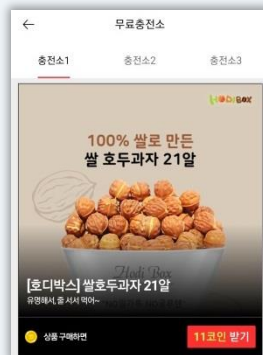 무료충전소
충전소1
충전소2
충전소3
HODIBOX
100% 쌀로 만든
쌀 호두과자 21알
Hodi Box
[호디박스] 쌀호두과자 21알
유명해서, 줄 서서 먹어~
상품 구매하면
11코인 받기